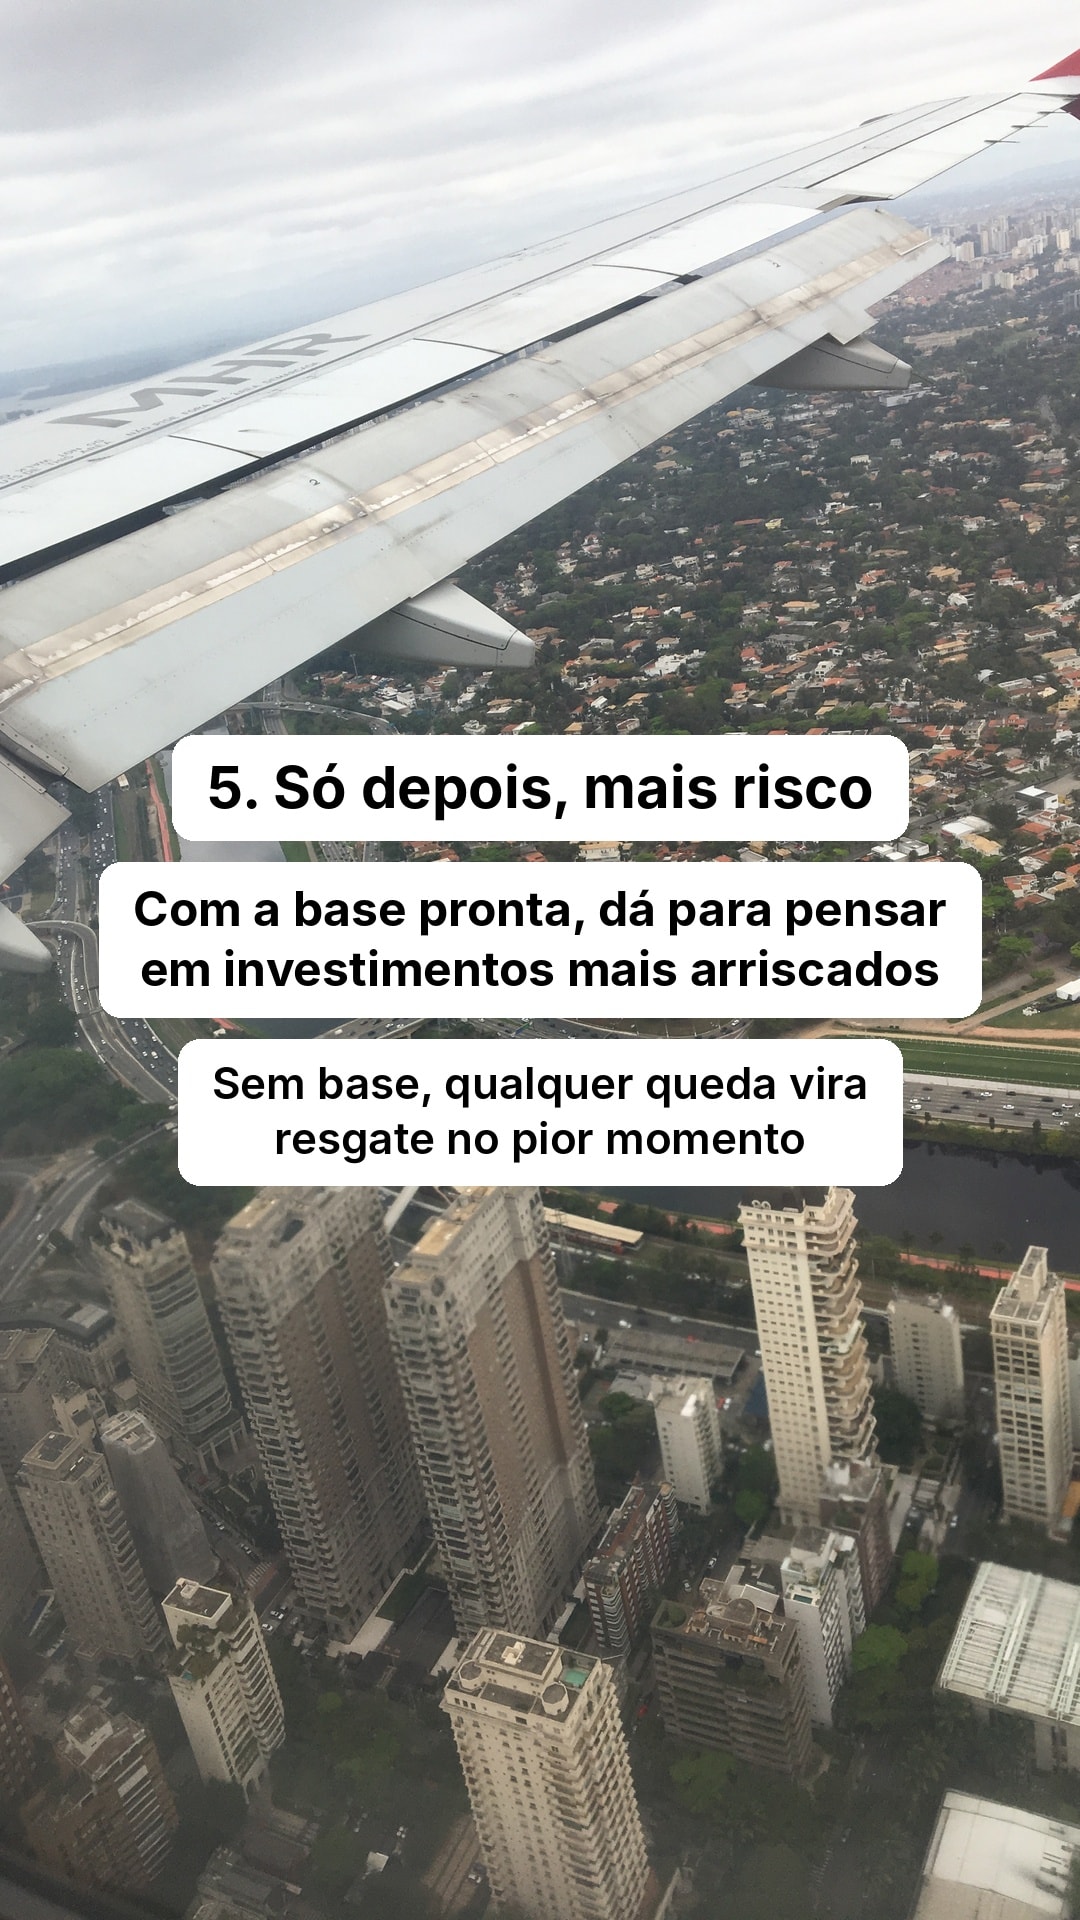 MHR
5. Só depois, mais risco
Com a base pronta, dá para pensar
em investimentos mais arriscados
Sem base, qualquer queda vira
resgate no pior momento